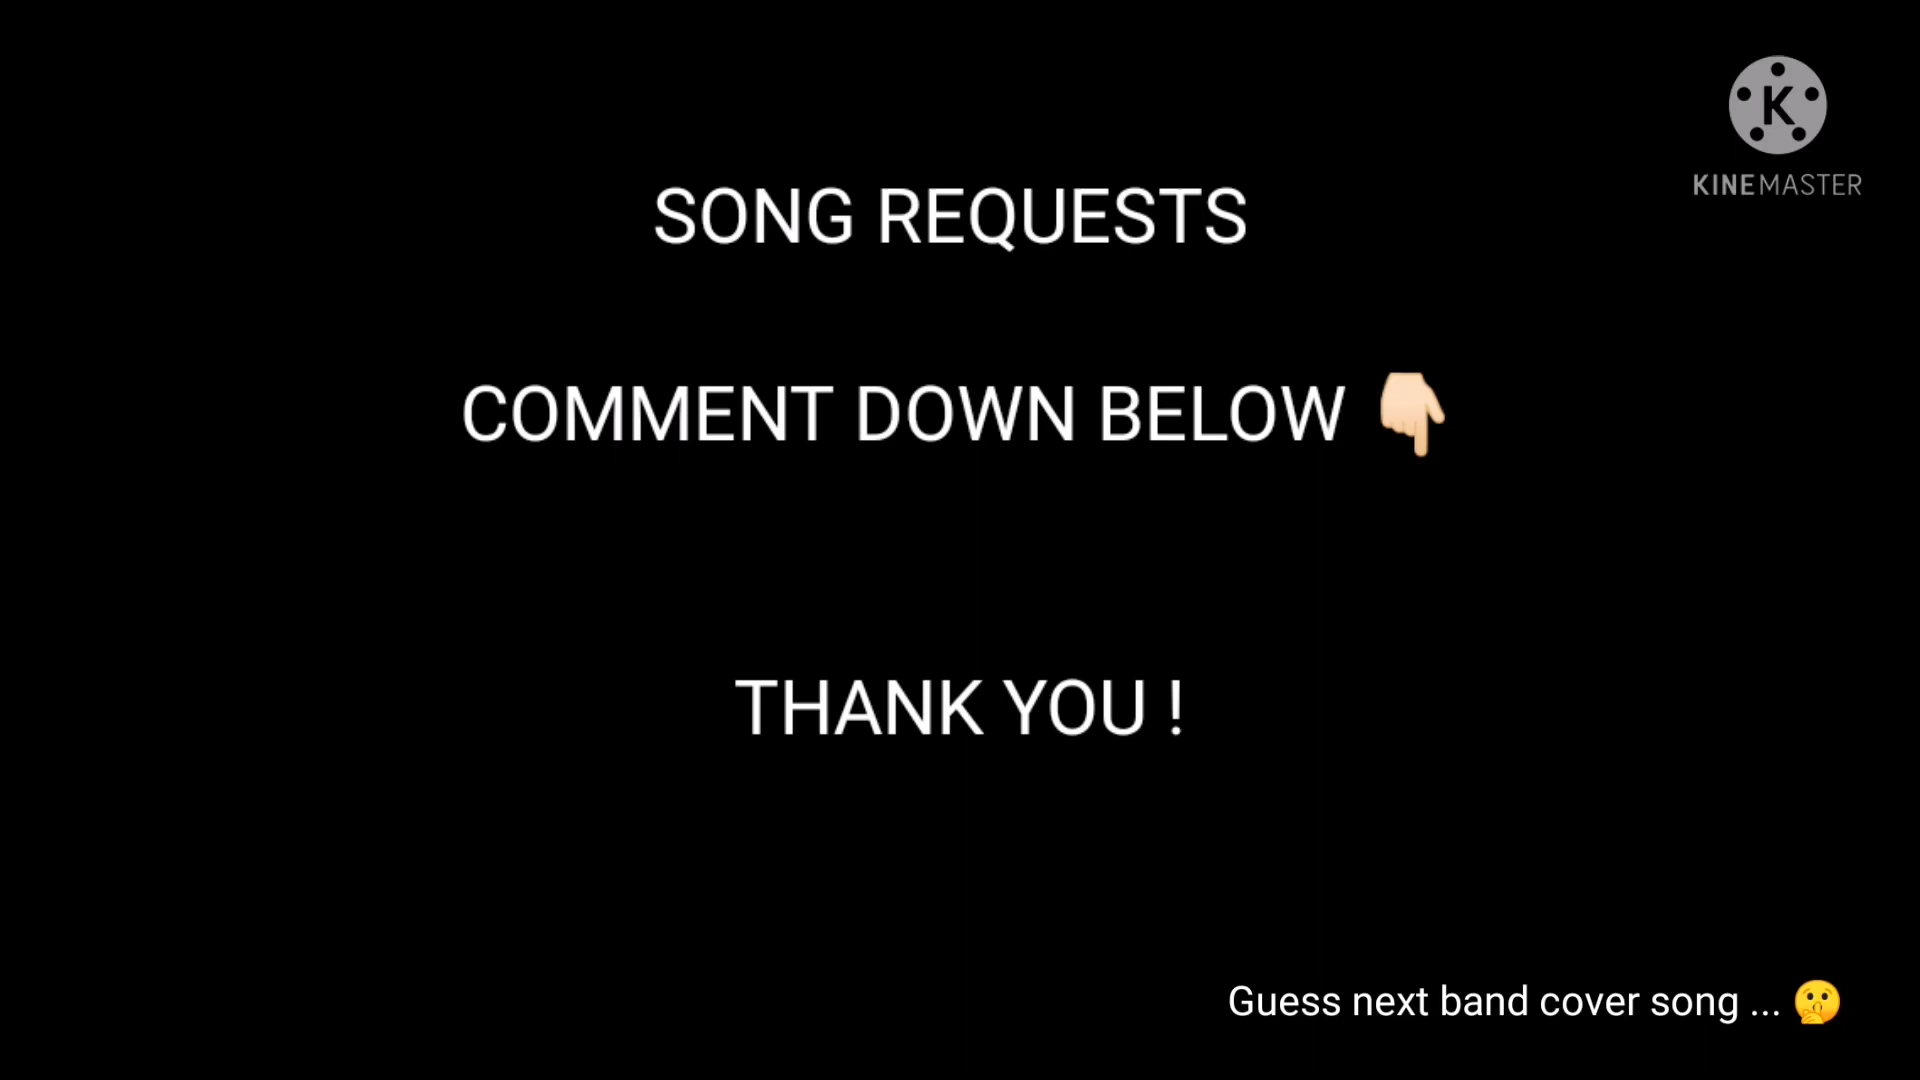 K
KINEMASTER
SONG REQUESTS
COMMENT DOWN BELOW 👇🏻
THANK YOU !
Guess next band cover song ... 🤫